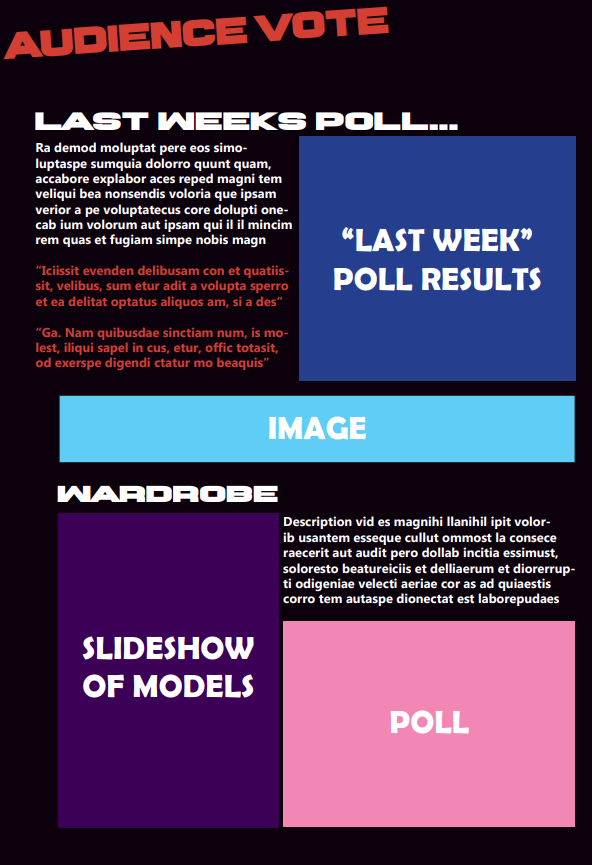 AUDIENCE VOTE
LAST WEEKS POLL...
Ra demod moluptat pere eos simo-
luptaspe sumquia dolorro quunt quam,
accabore explabor aces reped magni tem
veliqui bea nonsendis voloria que ipsam
verior a pe voluptatecus core dolupti one-
cab ium volorum aut ipsam qui il il mincim
rem quas et fugiam simpe nobis magn
"Iciissit evenden delibusam con et quatiis-
sit, velibus, sum etur adit a volupta sperro
et ea delitat optatus aliquos am, si a des"
"Ga. Nam quibusdae sinctiam num, is mo-
lest, iliqui sapel in cus, etur, offic totasit,
od exerspe digendi ctatur mo beaquis"
“LAST WEEK”
POLL RESULTS
IMAGE
WARDROBE
SLIDESHOW
OF MODELS
Description vid es magnihi llanihil ipit volor-
ib usantem esseque cullut ommost la consece
raecerit aut audit pero dollab incitia essimust,
soloresto beatureiciis et delliaerum et diorerrup-
ti odigeniae velecti aeriae cor as ad quiaestis
corro tem autaspe dionectat est laborepudaes
POLL